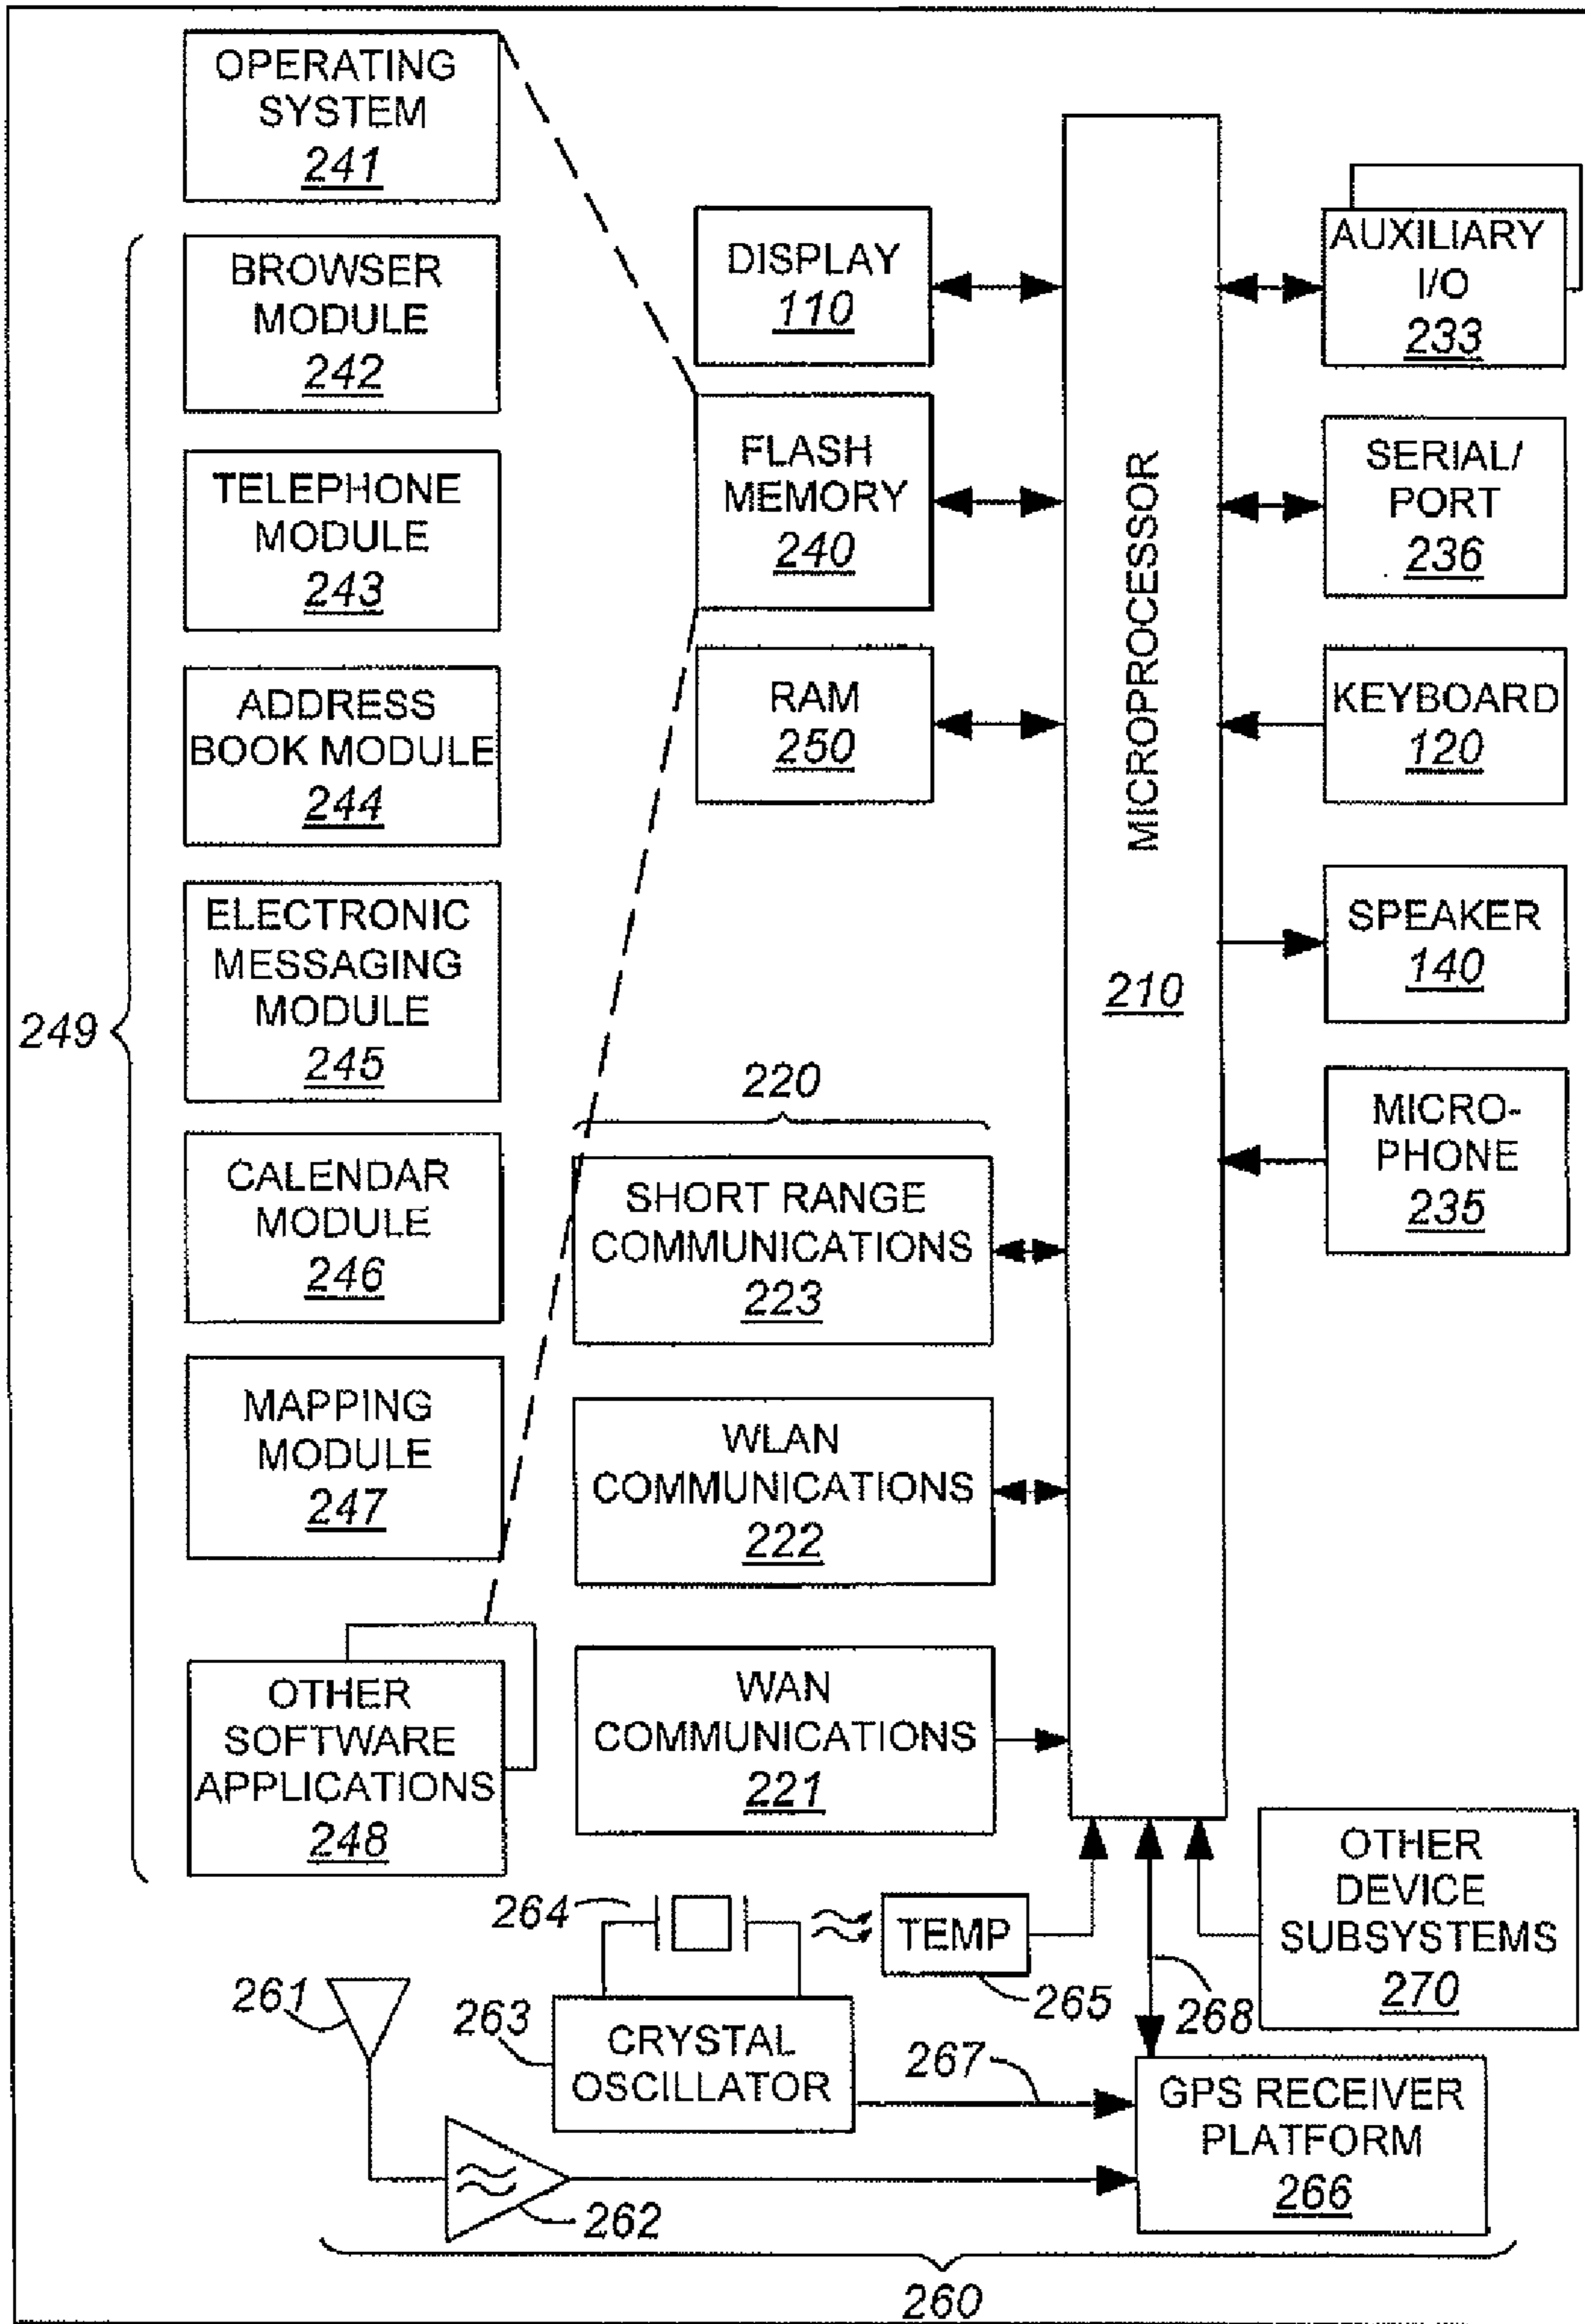 OPERATING
SYSTEM
241
BROWSER
MODULE
242
TELEPHONE
MODULE
243
ADDRESS
BOOK MODULE
244
ELECTRONIC
MESSAGING
MODULE
245
CALENDAR
MODULE
246
MAPPING
MODULE
247
OTHER
SOFTWARE
APPLICATIONS
248
249
DISPLAY
110
FLASH
MEMORY
240
RAM
250
220
SHORT RANGE
COMMUNICATIONS
223
WLAN
COMMUNICATIONS
222
WAN
COMMUNICATIONS
221
MICROPROCESSOR
210
AUXILIARY
I/O
233
SERIAL/
PORT
236
KEYBOARD
120
SPEAKER
140
MICRO-
PHONE
235
OTHER
DEVICE
SUBSYSTEMS
270
264
TEMP
265
268
261
263
CRYSTAL
OSCILLATOR
267
GPS RECEIVER
PLATFORM
266
262
260